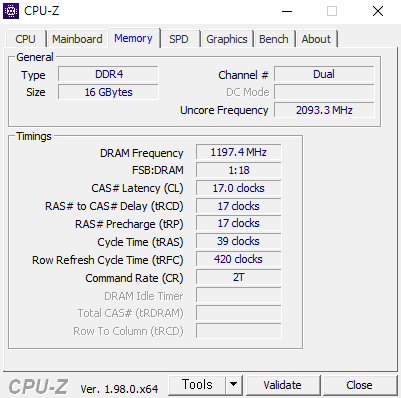 CPU-Z
CPU Mainboard Memory SPD Graphics Bench About
General
Type DDR4 Channel # Dual
Size 16 GBytes DC Mode
Uncore Frequency 2093.3 MHz
Timings
DRAM Frequency 1197.4 MHz
FSB:DRAM 1:18
CAS# Latency (CL) 17.0 clocks
RAS# to CAS# Delay (tRCD) 17 clocks
RAS# Precharge (tRP) 17 clocks
Cycle Time (tRAS) 39 clocks
Row Refresh Cycle Time (tRFC) 420 clocks
Command Rate (CR) 2T
DRAM Idle Timer
Total CAS# (tRDRAM)
Row To Column (tRCD)
CPU-Z Ver. 1.98.0.x64 Tools Validate Close